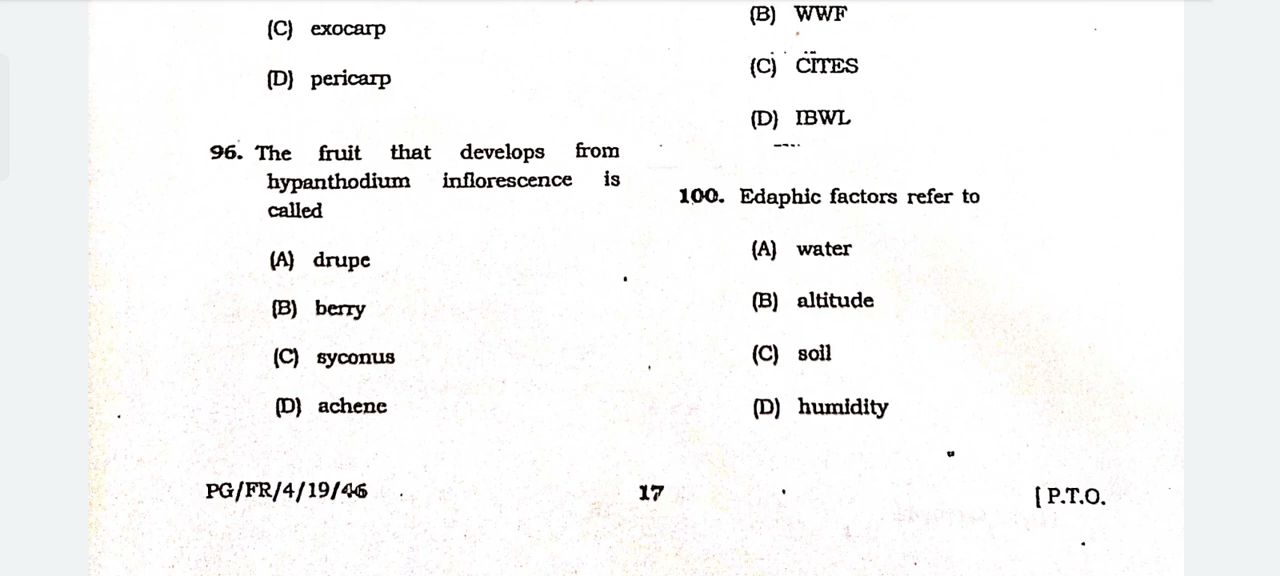 (C) exocarp
(D) pericarp
96. The fruit that develops from
hypanthodium inflorescence is
called
(A) drupe
(B) berry
(C) syconus
(D) achene
(B) WWF
(C) CITES
(D) IBWL
100. Edaphic factors refer to
(A) water
(B) altitude
(C) soil
(D) humidity
PG/FR/4/19/46
17
[ P.T.O.